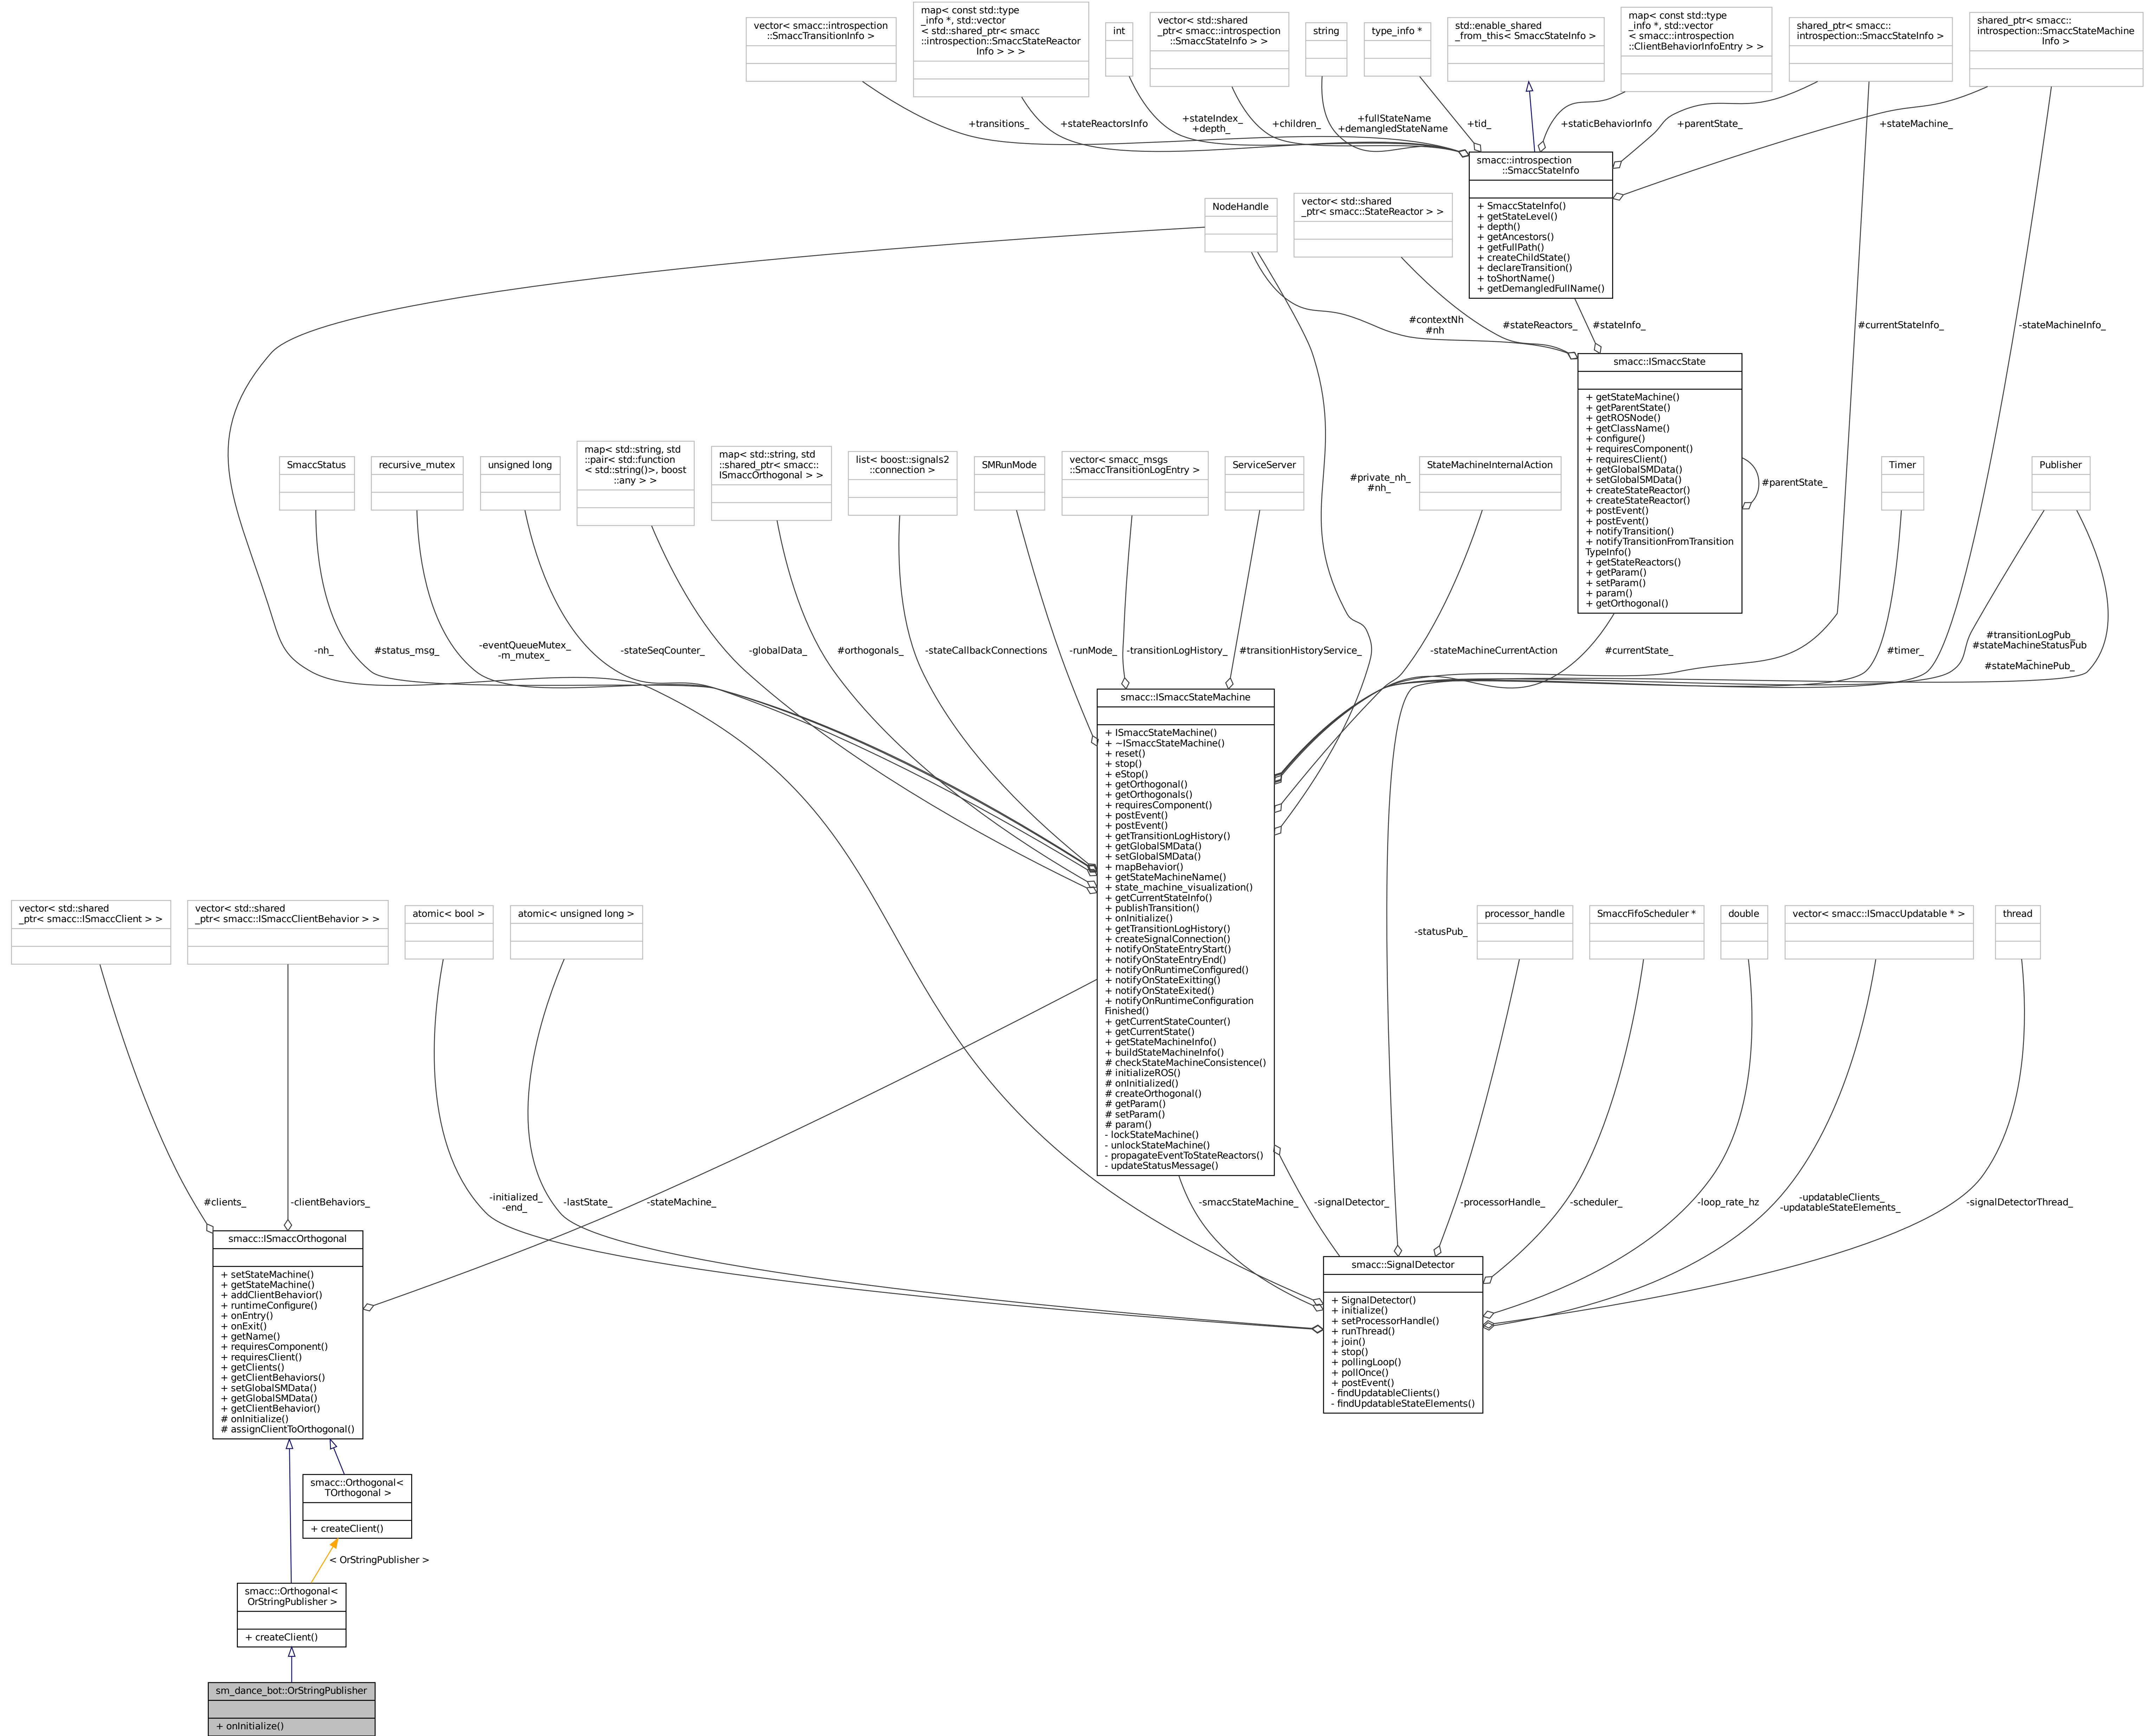 vector< smacc::introspection
::SmaccTransitionInfo >
map< const std::type
_info *, std::vector
< std::shared_ptr< smacc
::introspection::SmaccStateReactor
Info > > >
int
vector< std::shared
_ptr< smacc::introspection
::SmaccStateInfo > >
string
type_info *
std::enable_shared
_from_this< SmaccStateInfo >
map< const std::type
_info *, std::vector
< smacc::introspection
::ClientBehaviorInfoEntry > >
shared_ptr< smacc::
introspection::SmaccStateInfo >
shared_ptr< smacc::
introspection::SmaccStateMachine
Info >
+transitions_
+stateReactorsInfo
+stateIndex_
+depth_
+children_
+fullStateName
+demangledStateName
+tid_
+staticBehaviorInfo
+parentState_
+stateMachine_
smacc::introspection
::SmaccStateInfo
+ SmaccStateInfo()
+ getStateLevel()
+ depth()
+ getAncestors()
+ getFullPath()
+ createChildState()
+ declareTransition()
+ toShortName()
+ getDemangledFullName()
NodeHandle
vector< std::shared
_ptr< smacc::StateReactor > >
#contextNh
#nh
#stateReactors_
#stateInfo_
#currentStateInfo_
-stateMachineInfo_
smacc::ISmaccState
+ getStateMachine()
+ getParentState()
+ getROSNode()
+ getClassName()
+ configure()
+ requiresComponent()
+ requiresClient()
+ getGlobalSMData()
+ setGlobalSMData()
+ createStateReactor()
+ createStateReactor()
+ postEvent()
+ postEvent()
+ notifyTransition()
+ notifyTransitionFromTransition
TypeInfo()
+ getStateReactors()
+ getParam()
+ setParam()
+ param()
+ getOrthogonal()
#parentState_
SmaccStatus
recursive_mutex
unsigned long
map< std::string, std
::pair< std::function
< std::string()>, boost
::any > >
map< std::string, std
::shared_ptr< smacc::
ISmaccOrthogonal > >
list< boost::signals2
::connection >
SMRunMode
vector< smacc_msgs
::SmaccTransitionLogEntry >
ServiceServer
#private_nh_
#nh_
StateMachineInternalAction
Timer
Publisher
-nh_
#status_msg_
-eventQueueMutex_
-m_mutex_
-stateSeqCounter_
-globalData_
#orthogonals_
-stateCallbackConnections
-runMode_
-transitionLogHistory_
#transitionHistoryService_
-stateMachineCurrentAction
#currentState_
#timer_
#transitionLogPub_
#stateMachineStatusPub
_
#stateMachinePub_
smacc::ISmaccStateMachine
+ ISmaccStateMachine()
+ ~ISmaccStateMachine()
+ reset()
+ stop()
+ eStop()
+ getOrthogonal()
+ getOrthogonals()
+ requiresComponent()
+ postEvent()
+ postEvent()
+ getTransitionLogHistory()
+ getGlobalSMData()
+ setGlobalSMData()
+ mapBehavior()
+ getStateMachineName()
+ state_machine_visualization()
+ getCurrentStateInfo()
+ publishTransition()
+ onInitialize()
+ getTransitionLogHistory()
+ createSignalConnection()
+ notifyOnStateEntryStart()
+ notifyOnStateEntryEnd()
+ notifyOnRuntimeConfigured()
+ notifyOnStateExitting()
+ notifyOnStateExited()
+ notifyOnRuntimeConfiguration
Finished()
+ getCurrentStateCounter()
+ getCurrentState()
+ getStateMachineInfo()
+ buildStateMachineInfo()
# checkStateMachineConsistence()
# initializeROS()
# onInitialized()
# createOrthogonal()
# getParam()
# setParam()
# param()
- lockStateMachine()
- unlockStateMachine()
- propagateEventToStateReactors()
- updateStatusMessage()
vector< std::shared
_ptr< smacc::ISmaccClient > >
vector< std::shared
_ptr< smacc::ISmaccClientBehavior > >
atomic< bool >
atomic< unsigned long >
-statusPub_
processor_handle
SmaccFifoScheduler *
double
vector< smacc::ISmaccUpdatable * >
thread
#clients_
-clientBehaviors_
-initialized_
-end_
-lastState_
-stateMachine_
-smaccStateMachine_
-signalDetector_
-processorHandle_
-scheduler_
-loop_rate_hz
-updatableClients_
-updatableStateElements_
-signalDetectorThread_
smacc::ISmaccOrthogonal
+ setStateMachine()
+ getStateMachine()
+ addClientBehavior()
+ runtimeConfigure()
+ onEntry()
+ onExit()
+ getName()
+ requiresComponent()
+ requiresClient()
+ getClients()
+ getClientBehaviors()
+ setGlobalSMData()
+ getGlobalSMData()
+ getClientBehavior()
# onInitialize()
# assignClientToOrthogonal()
smacc::SignalDetector
+ SignalDetector()
+ initialize()
+ setProcessorHandle()
+ runThread()
+ join()
+ stop()
+ pollingLoop()
+ pollOnce()
+ postEvent()
- findUpdatableClients()
- findUpdatableStateElements()
smacc::Orthogonal<
TOrthogonal >
+ createClient()
< OrStringPublisher >
smacc::Orthogonal<
OrStringPublisher >
+ createClient()
sm_dance_bot::OrStringPublisher
+ onInitialize()